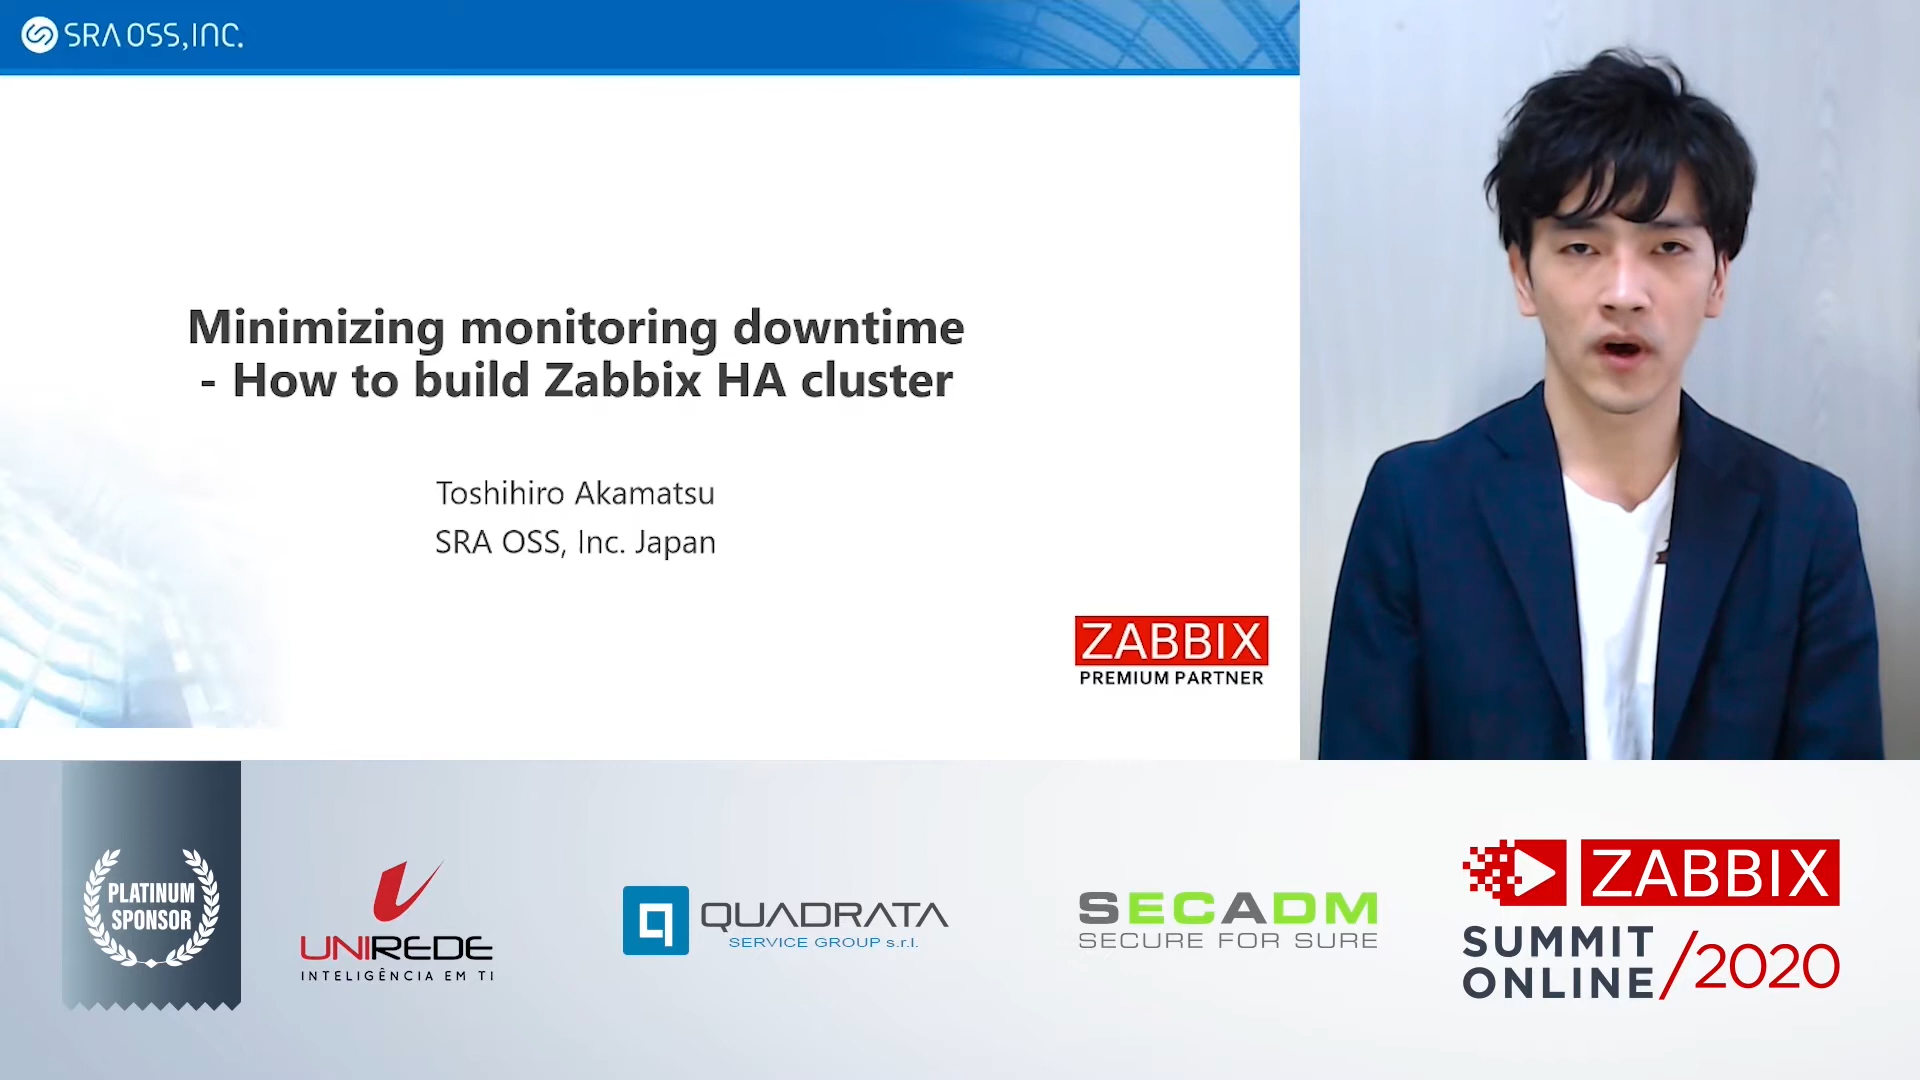 SRA OSS, INC.
Minimizing monitoring downtime
- How to build Zabbix HA cluster
Toshihiro Akamatsu
SRA OSS, Inc. Japan
ZABBIX
PREMIUM PARTNER
PLATINUM
SPONSOR
UNIREDE
INTELIGÊNCIA EM TI
QUADRATA
SERVICE GROUP s.r.l.
SECADM
SECURE FOR SURE
ZABBIX
SUMMIT
ONLINE /2020